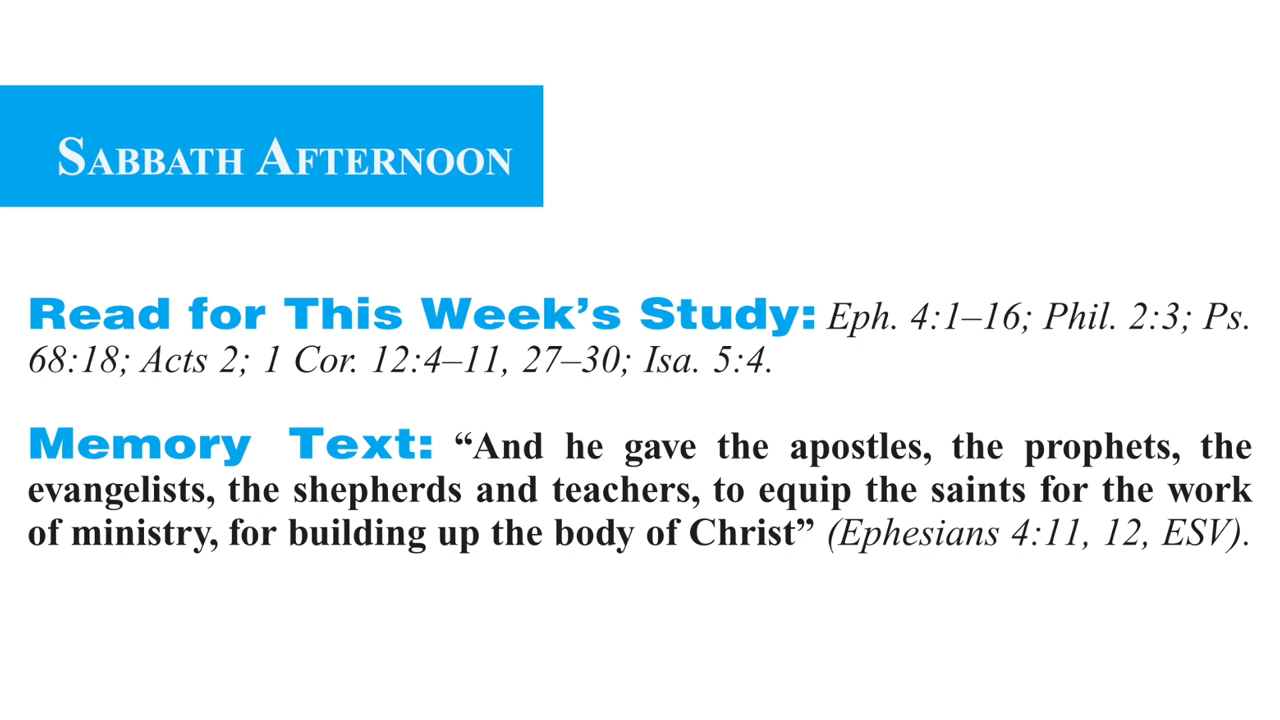 SABBATH AFTERNOON
Read for This Week’s Study: Eph. 4:1–16; Phil. 2:3; Ps.
68:18; Acts 2; 1 Cor. 12:4–11, 27–30; Isa. 5:4.
Memory Text: “And he gave the apostles, the prophets, the
evangelists, the shepherds and teachers, to equip the saints for the work
of ministry, for building up the body of Christ” (Ephesians 4:11, 12, ESV).